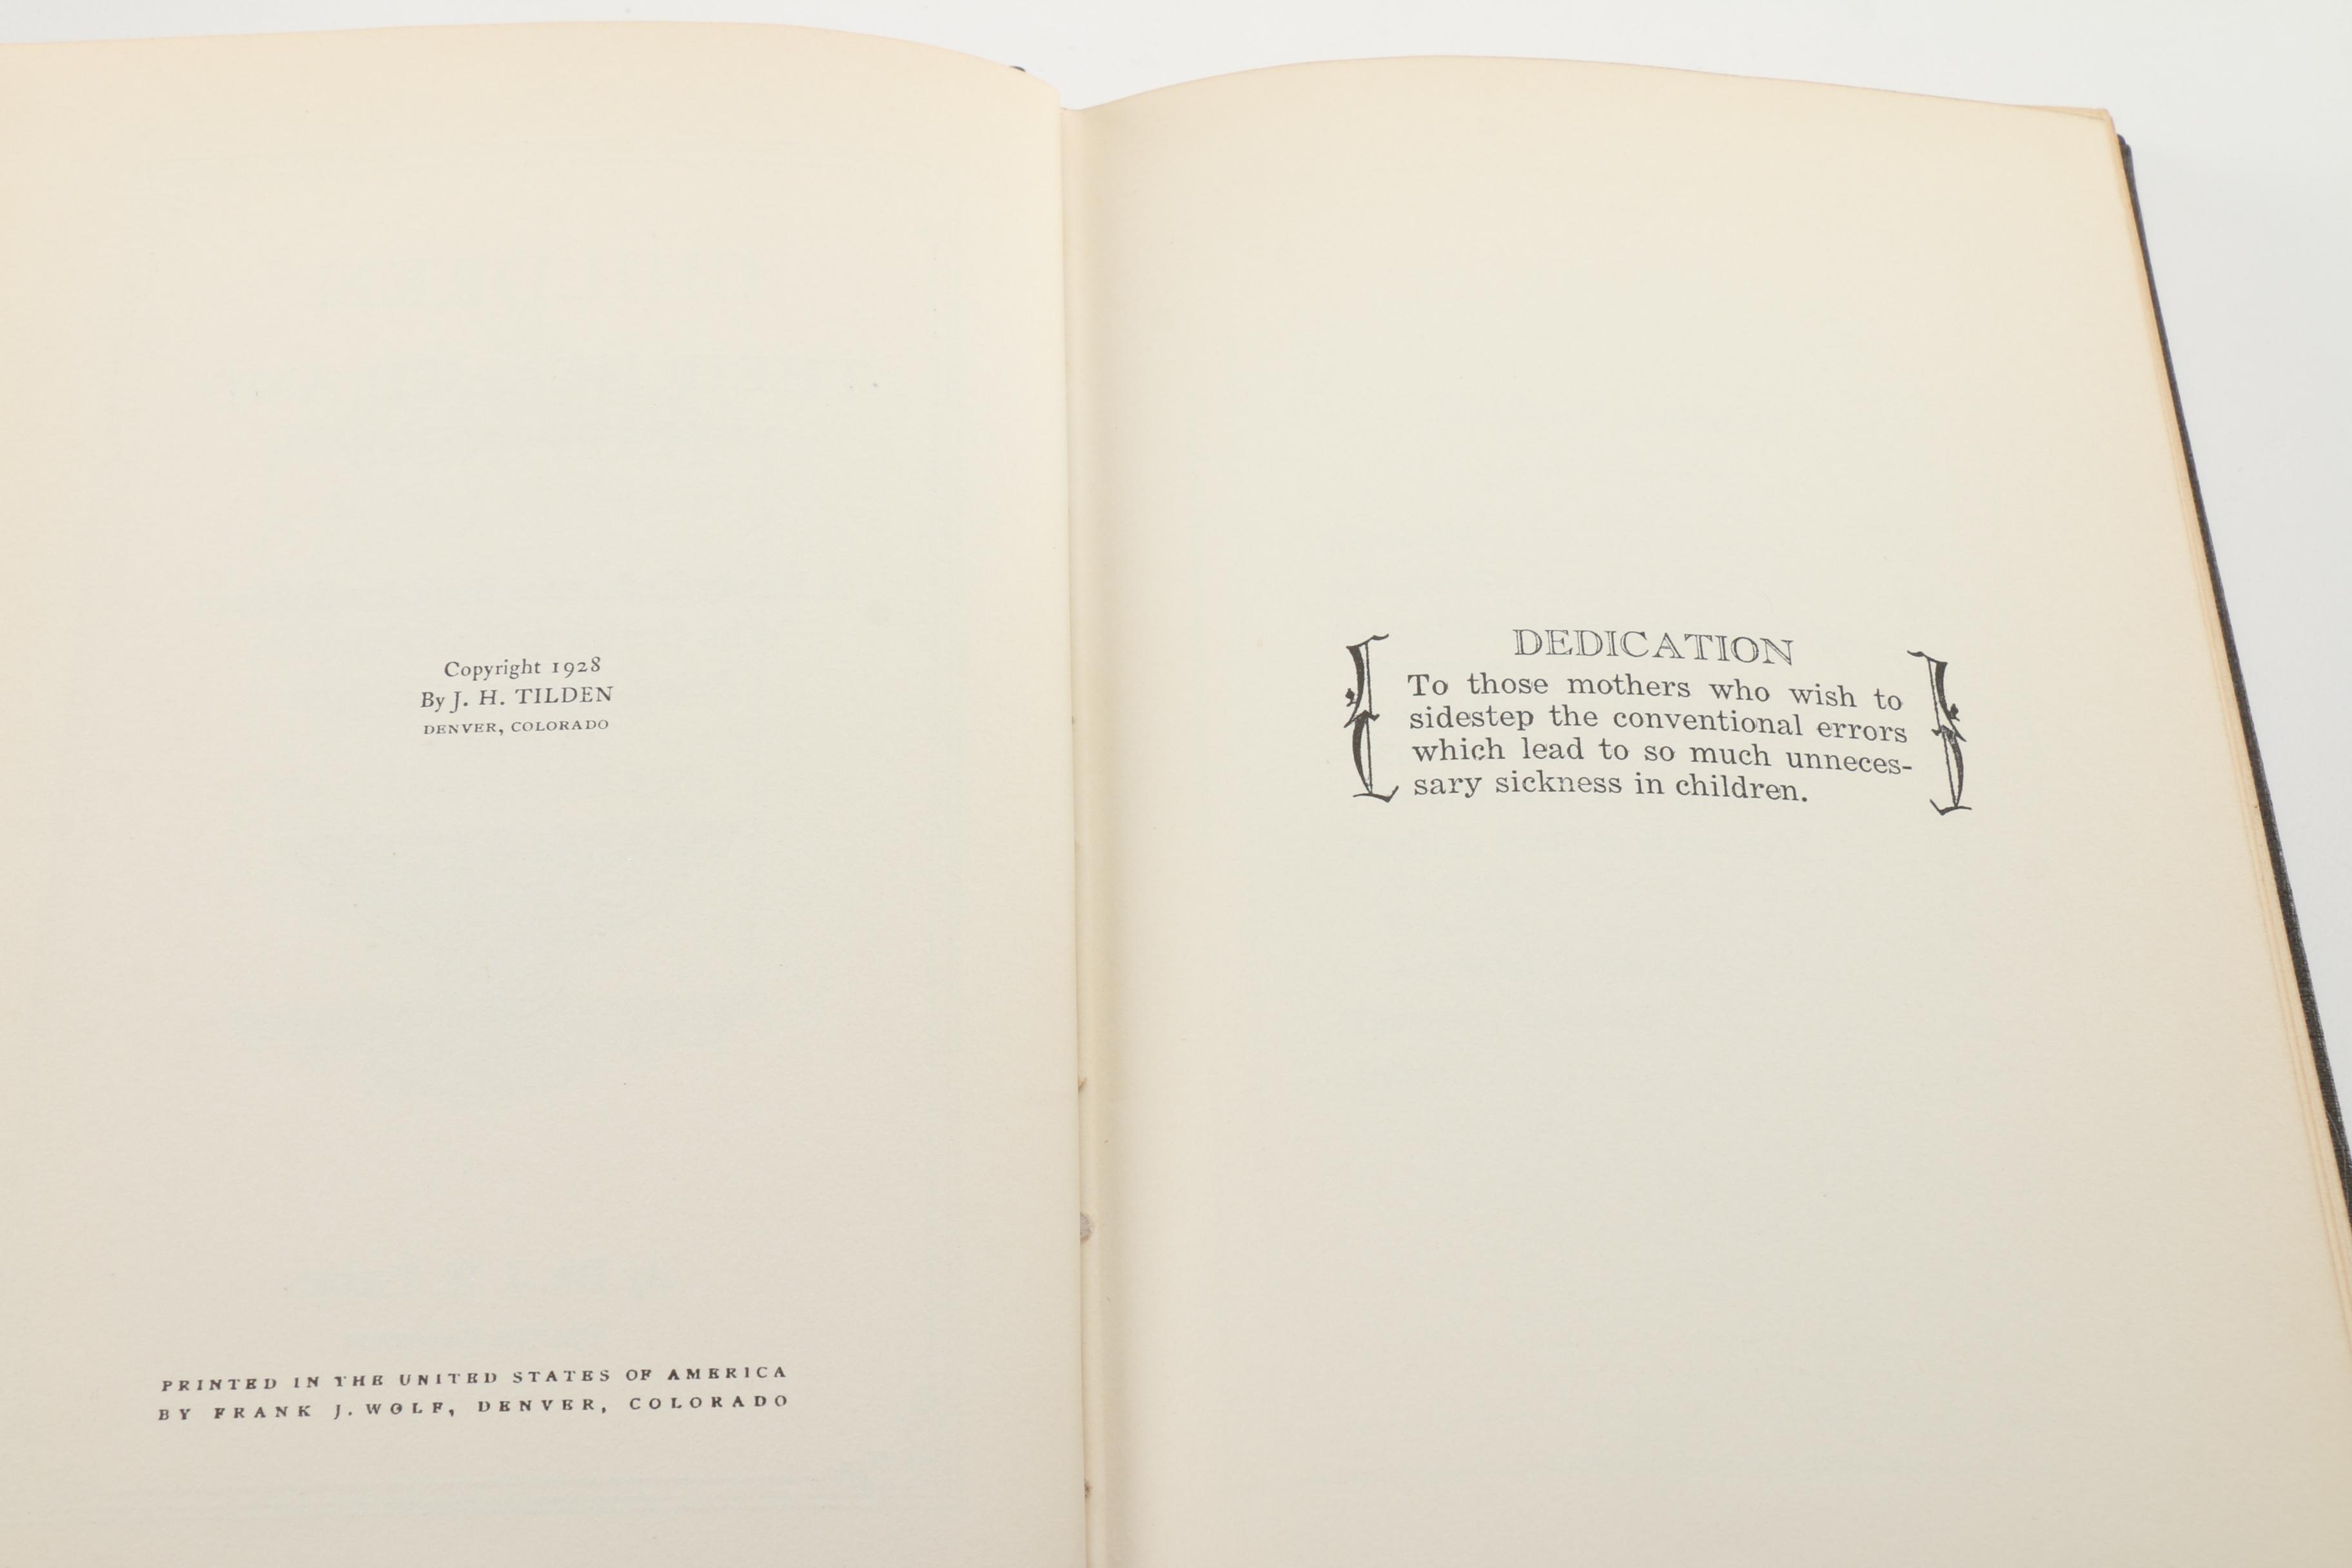 Copyright 1928
By J. H. TILDEN
DENVER, COLORADO
PRINTED IN THE UNITED STATES OF AMERICA
BY FRANK J. WOLF, DENVER, COLORADO
DEDICATION
To those mothers who wish to
sidestep the conventional errors
which lead to so much unneces-
sary sickness in children.